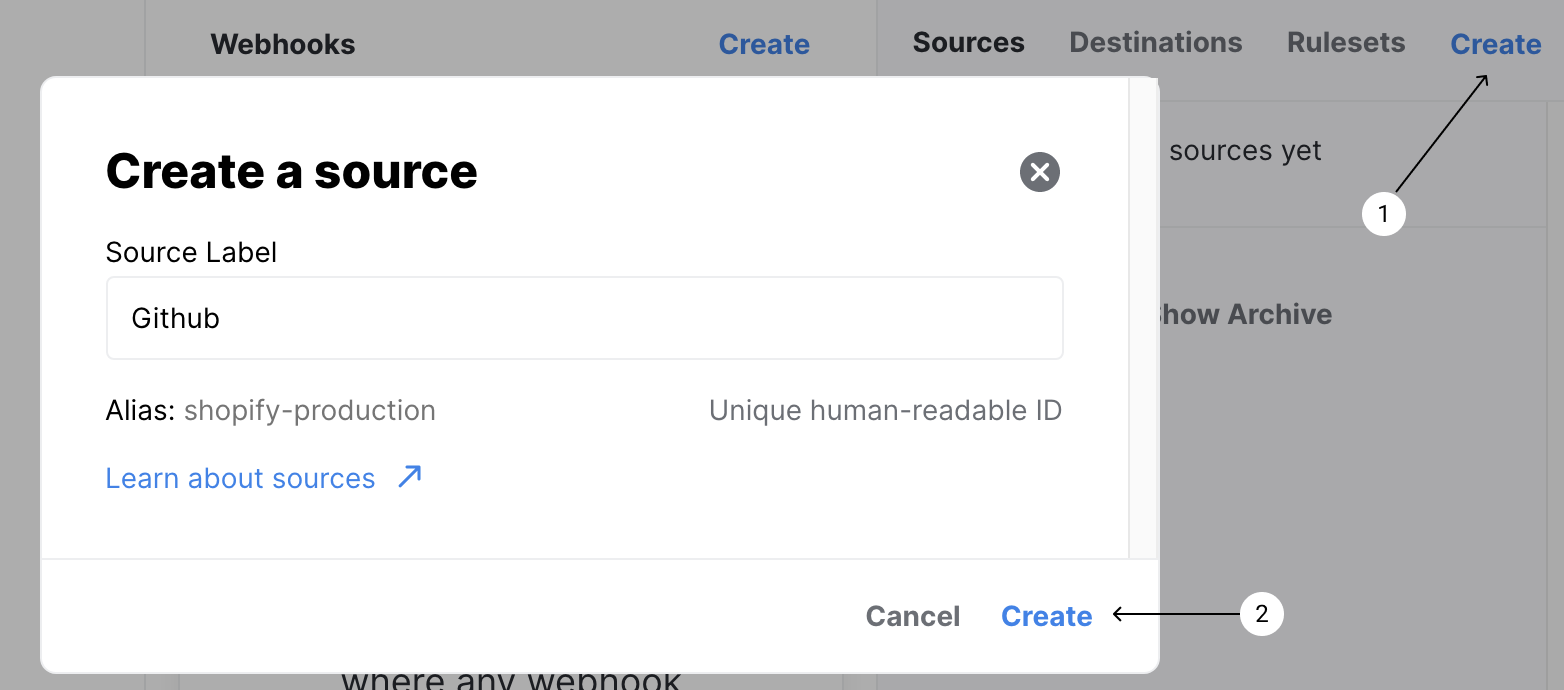 Webhooks Create Sources Destinations Rulesets Create
sources yet
1
Show Archive
Create a source
Source Label
Github
Alias: shopify-production Unique human-readable ID
Learn about sources
Cancel Create 2
where any webhook